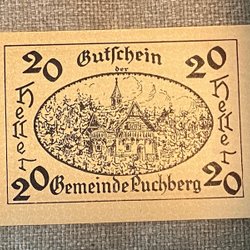 20 Gutschein 20
der
Heller
Heller
20 Gemeinde Puchberg 20